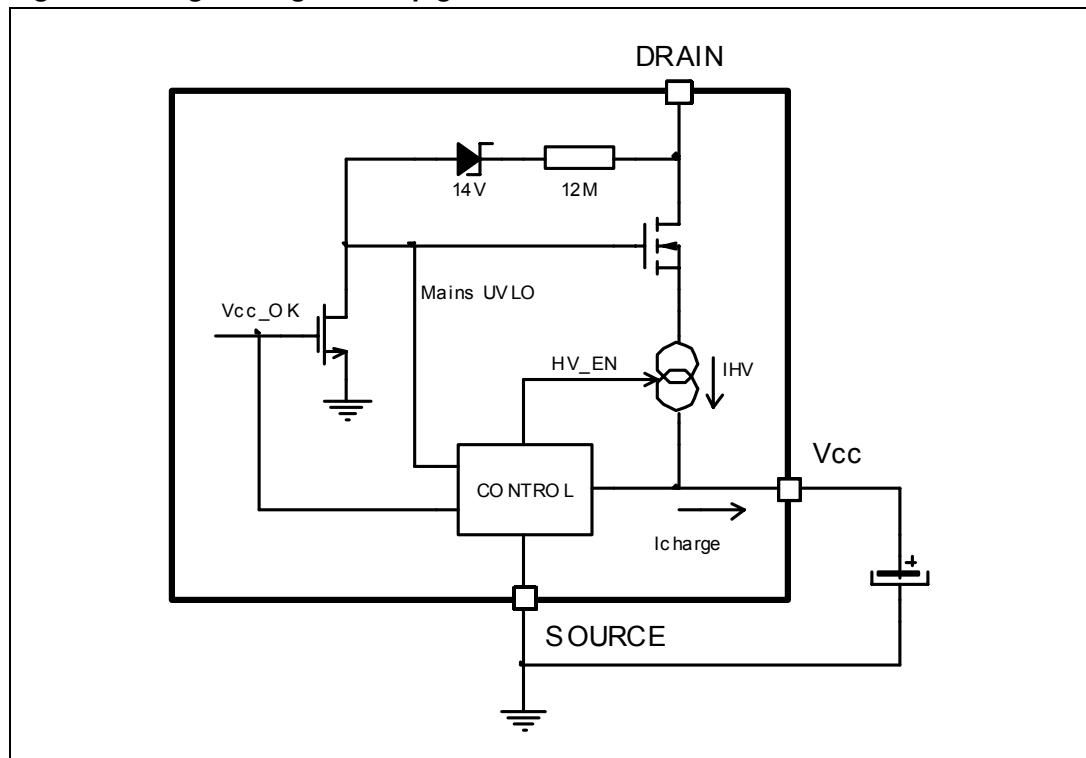 DRAIN
14V
12M
Mains UVLO
Vcc_OK
HV_EN
IHV
Vcc
CONTROL
Icharge
+
SOURCE